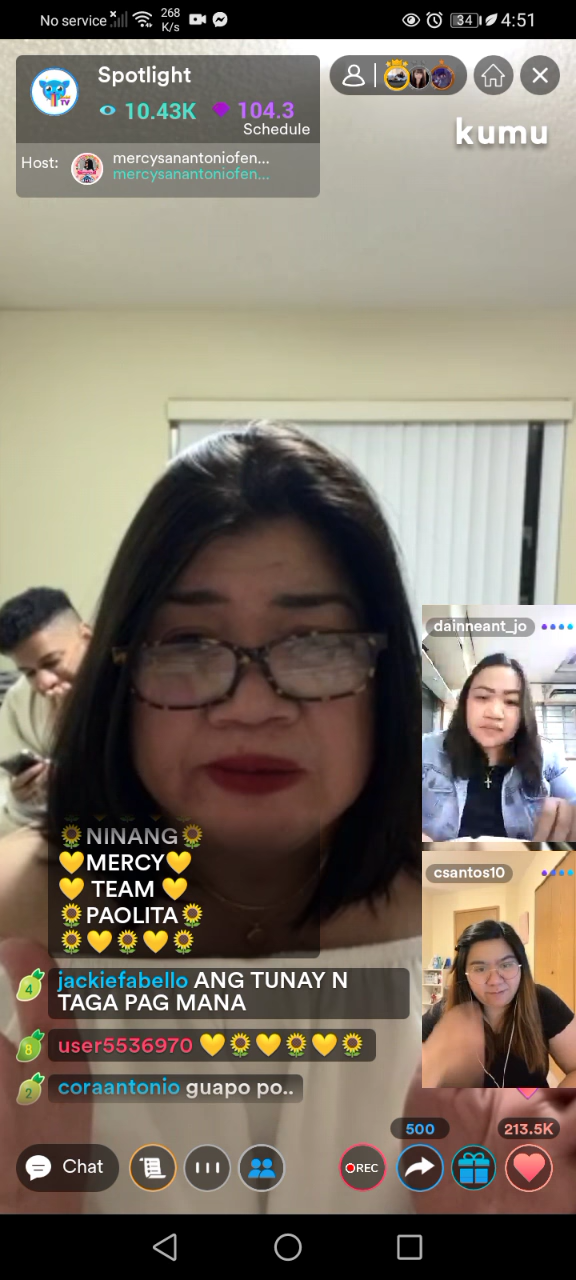 No service
268
K/s
34
4:51
Spotlight
10.43K
104.3
Schedule
TV
kumu
Host:
mercysanantoniofen...
mercysanantoniofen...
dainneant_jo
csantos10
🌻NINANG🌻
💛MERCY💛
💛 TEAM 💛
🌻PAOLITA🌻
🌻💛🌻💛🌻
4
jackiefabello ANG TUNAY N
TAGA PAG MANA
8
user5536970 💛🌻💛🌻💛🌻
2
coraantonio guapo po..
500
213.5K
Chat
REC